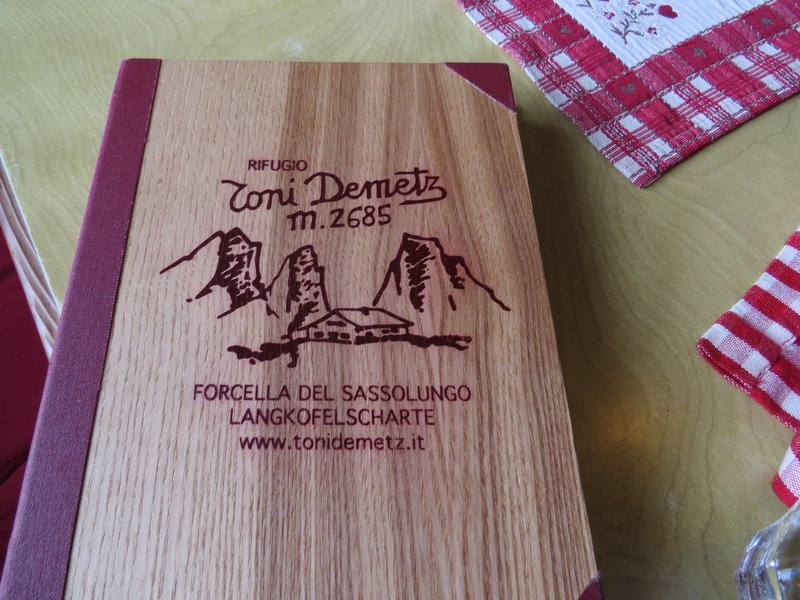 RIFUGIO
Toni Demetz
m. 2685
FORCELLA DEL SASSOLUNGO
LANGKOFELSCHARTE
www.tonidemetz.it